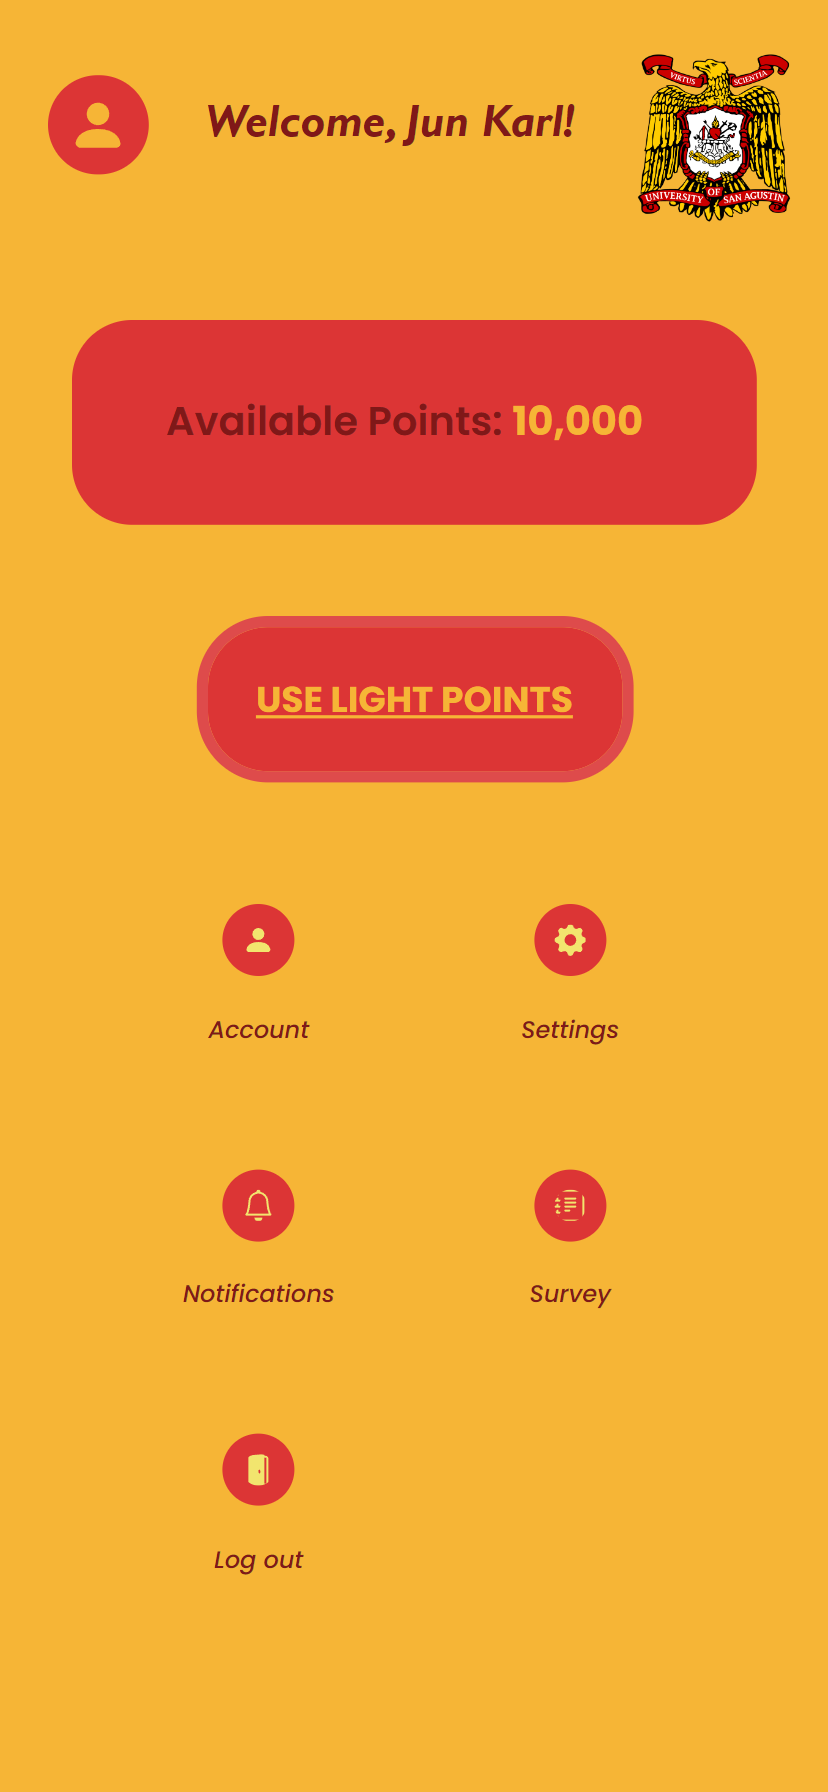 Welcome, Jun Karl!
VIRTUS SCIENTIA
UNIVERSITY OF SAN AGUSTIN
Available Points: 10,000
USE LIGHT POINTS
Account
Settings
Notifications
Survey
Log out